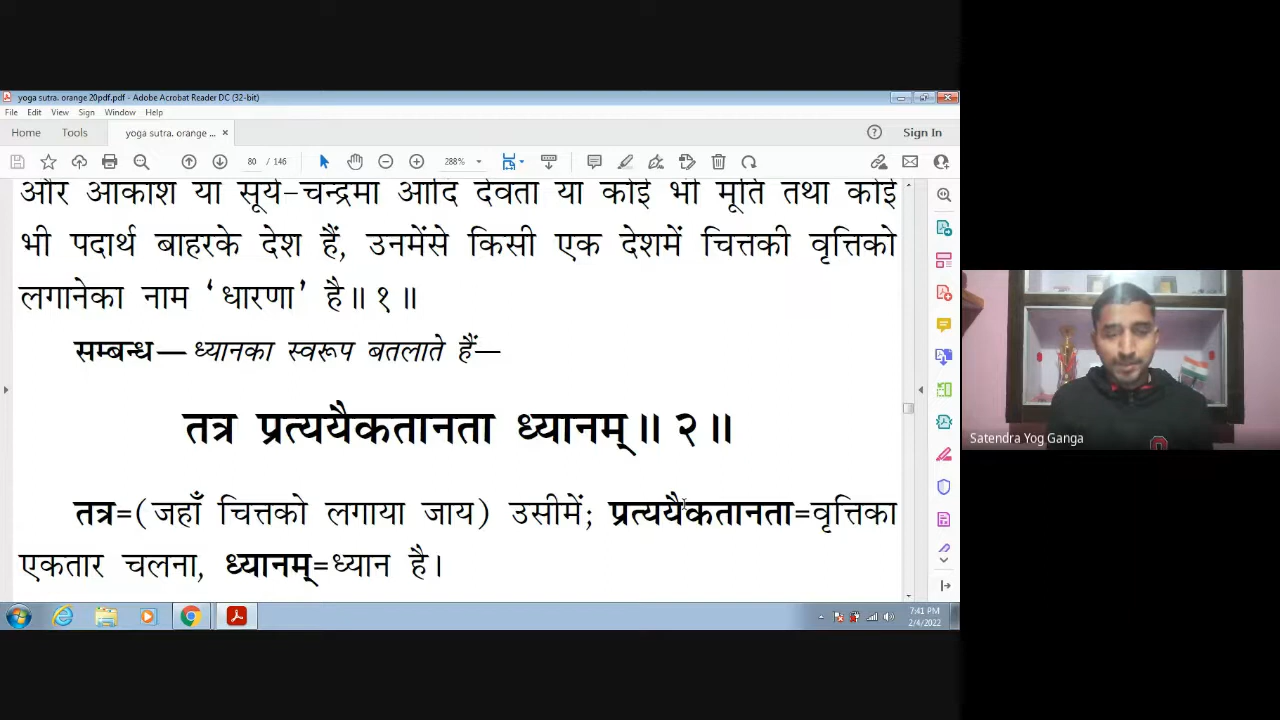 yoga sutra. orange 20pdf.pdf - Adobe Acrobat Reader DC (32-bit)
File Edit View Sign Window Help
Home Tools yoga sutra. orange ... × Sign In
80 / 146 288%
और आकाश या सूर्य-चन्द्रमा आदि देवता या कोई भी मूर्ति तथा कोई
भी पदार्थ बाहरके देश हैं, उनमेंसे किसी एक देशमें चित्तकी वृत्तिको
लगानेका नाम ‘धारणा’ है॥ १॥
सम्बन्ध—ध्यानका स्वरूप बतलाते हैं—
तत्र प्रत्ययैकतानता ध्यानम्॥ २॥
तत्र=(जहाँ चित्तको लगाया जाय) उसीमें; प्रत्ययैकतानता=वृत्तिका
एकतार चलना, ध्यानम्=ध्यान है।
Satendra Yog Ganga
7:41 PM
2/4/2022